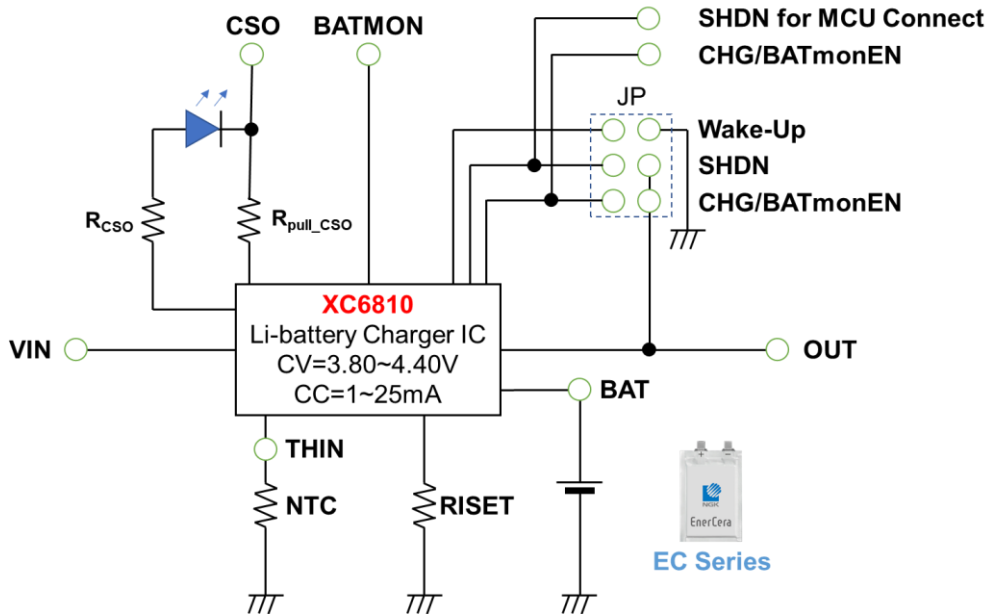 CSO
BATMON
SHDN for MCU Connect
CHG/BATmonEN
JP
Wake-Up
SHDN
CHG/BATmonEN
RCSO
Rpull_CSO
XC6810
Li-battery Charger IC
CV=3.80~4.40V
CC=1~25mA
VIN
OUT
BAT
THIN
NTC
RISET
+ −
NGK
EnerCera
EC Series